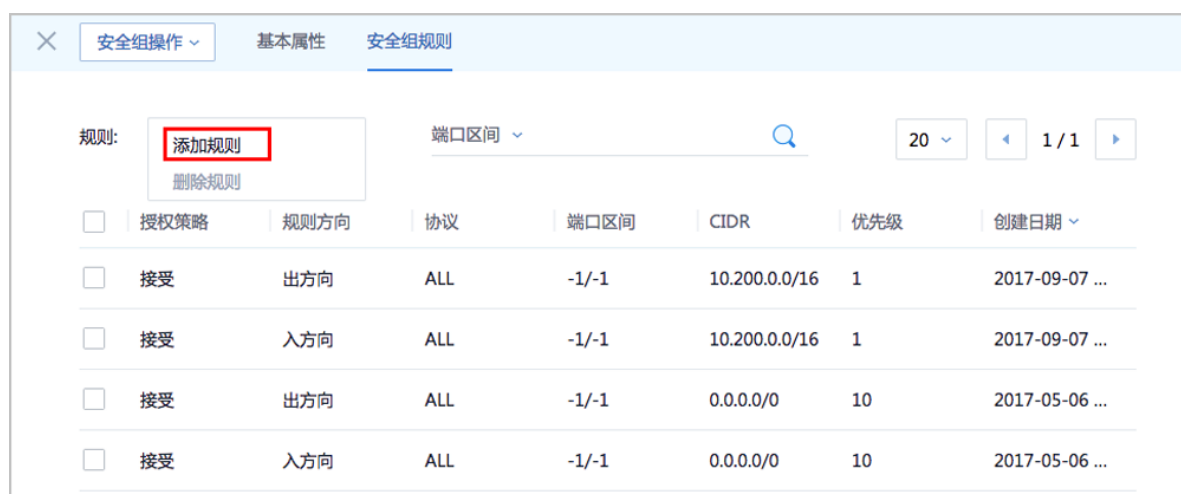 安全组操作 基本属性 安全组规则
规则: 添加规则 端口区间 20 1 / 1
删除规则
授权策略 规则方向 协议 端口区间 CIDR 优先级 创建日期
接受 出方向 ALL -1/-1 10.200.0.0/16 1 2017-09-07 ...
接受 入方向 ALL -1/-1 10.200.0.0/16 1 2017-09-07 ...
接受 出方向 ALL -1/-1 0.0.0.0/0 10 2017-05-06 ...
接受 入方向 ALL -1/-1 0.0.0.0/0 10 2017-05-06 ...